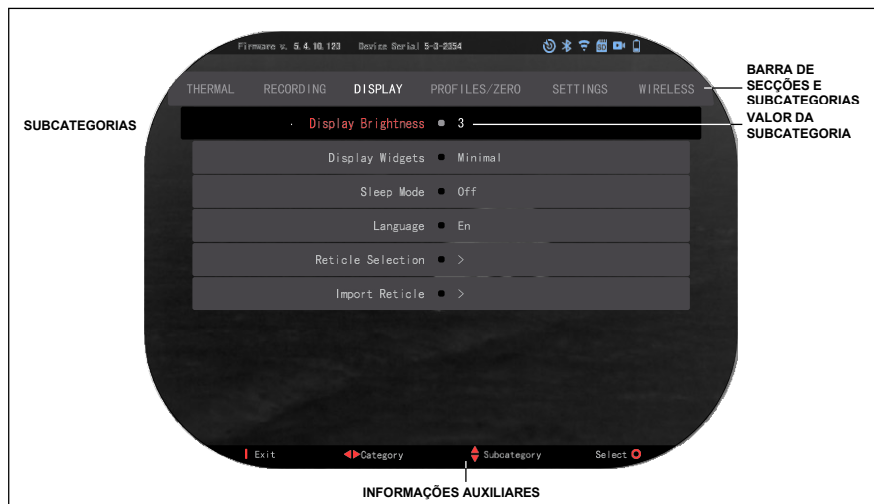 Firmware v. 5.4.10.123 Device Serial 5-3-2354
BARRA DE
SECÇÕES E
SUBCATEGORIAS
THERMAL RECORDING DISPLAY PROFILES/ZERO SETTINGS WIRELESS
SUBCATEGORIAS
Display Brightness 3
VALOR DA
SUBCATEGORIA
Display Widgets Minimal
Sleep Mode Off
Language En
Reticle Selection >
Import Reticle >
Exit Category Subcategory Select
INFORMAÇÕES AUXILIARES